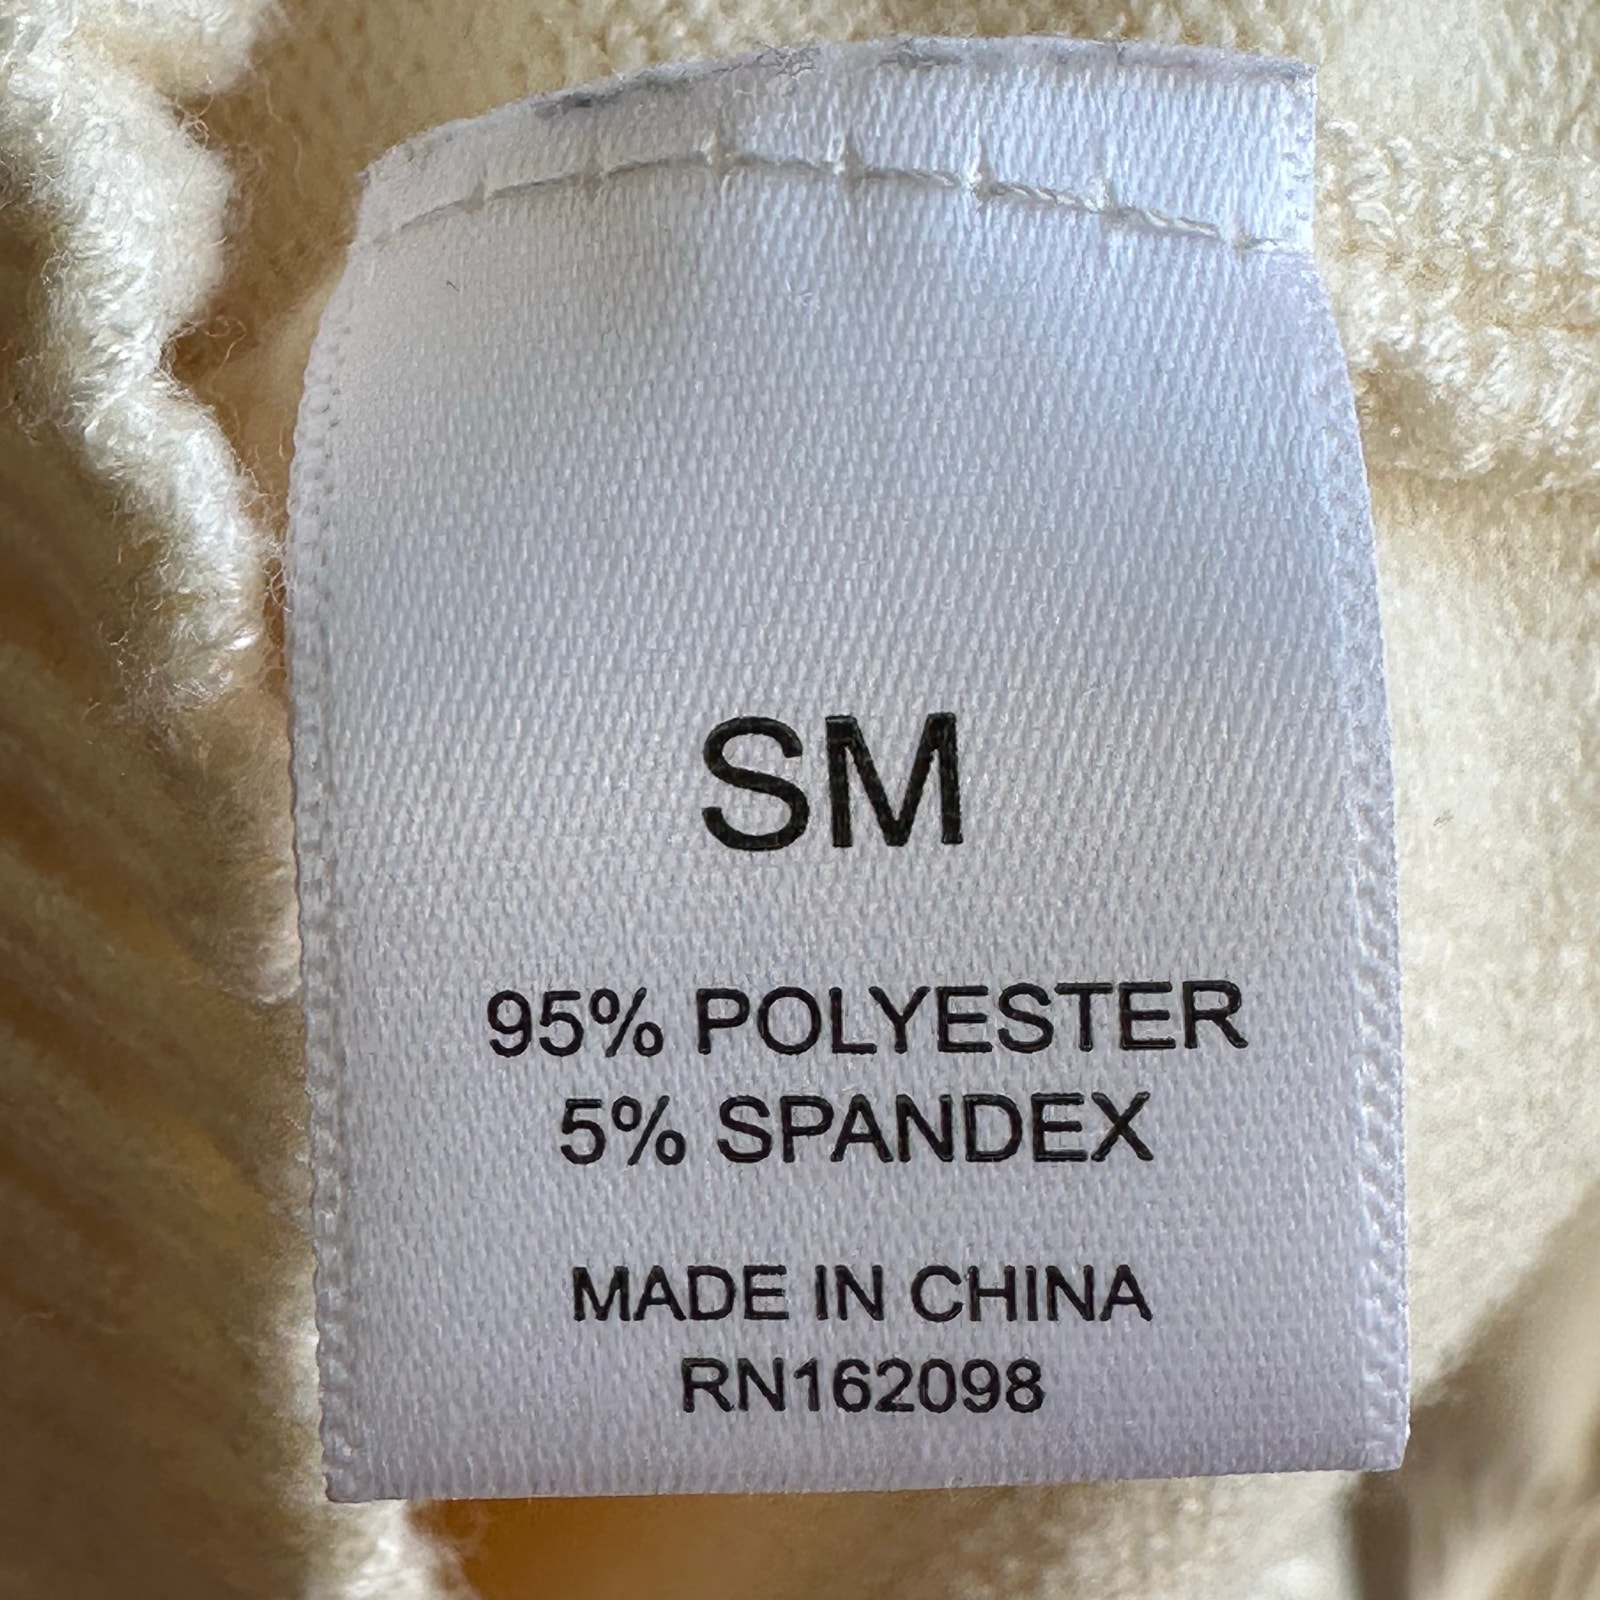 SM
95% POLYESTER
5% SPANDEX
MADE IN CHINA
RN162098